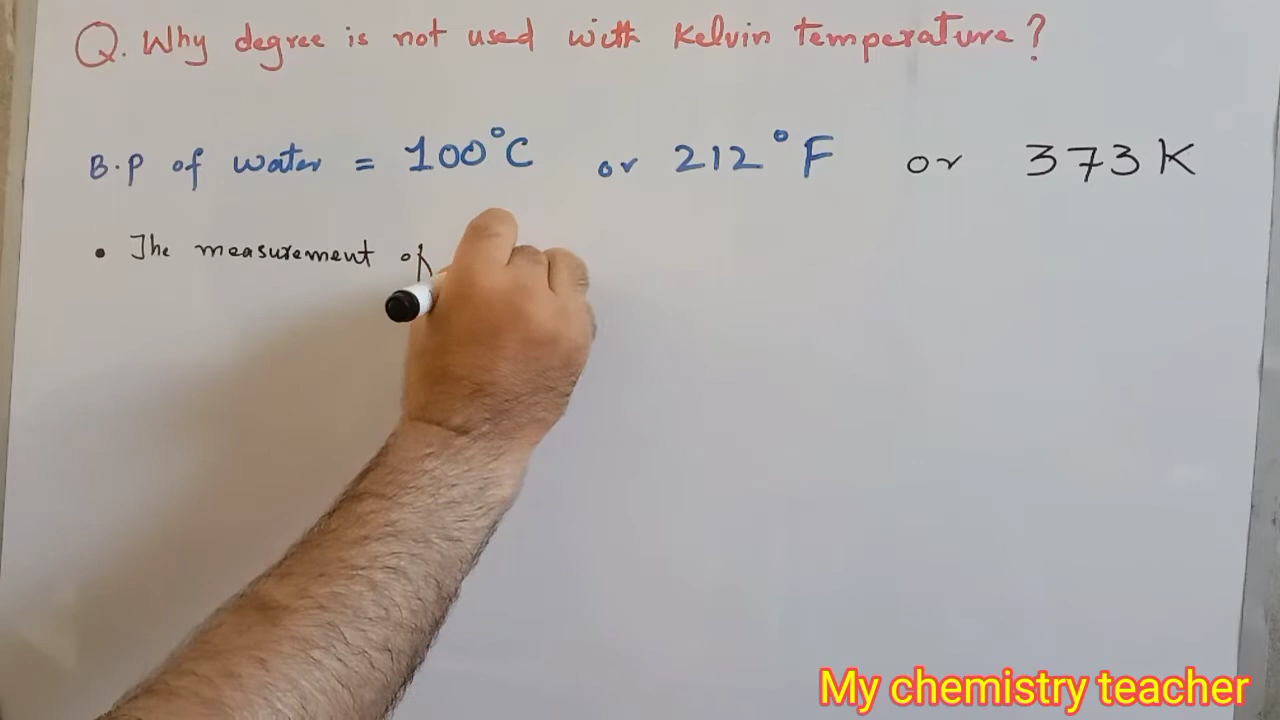 Q. Why degree is not used with Kelvin temperature?
B.P of water = 100°C or 212°F or 373K
• The measurement of
My chemistry teacher